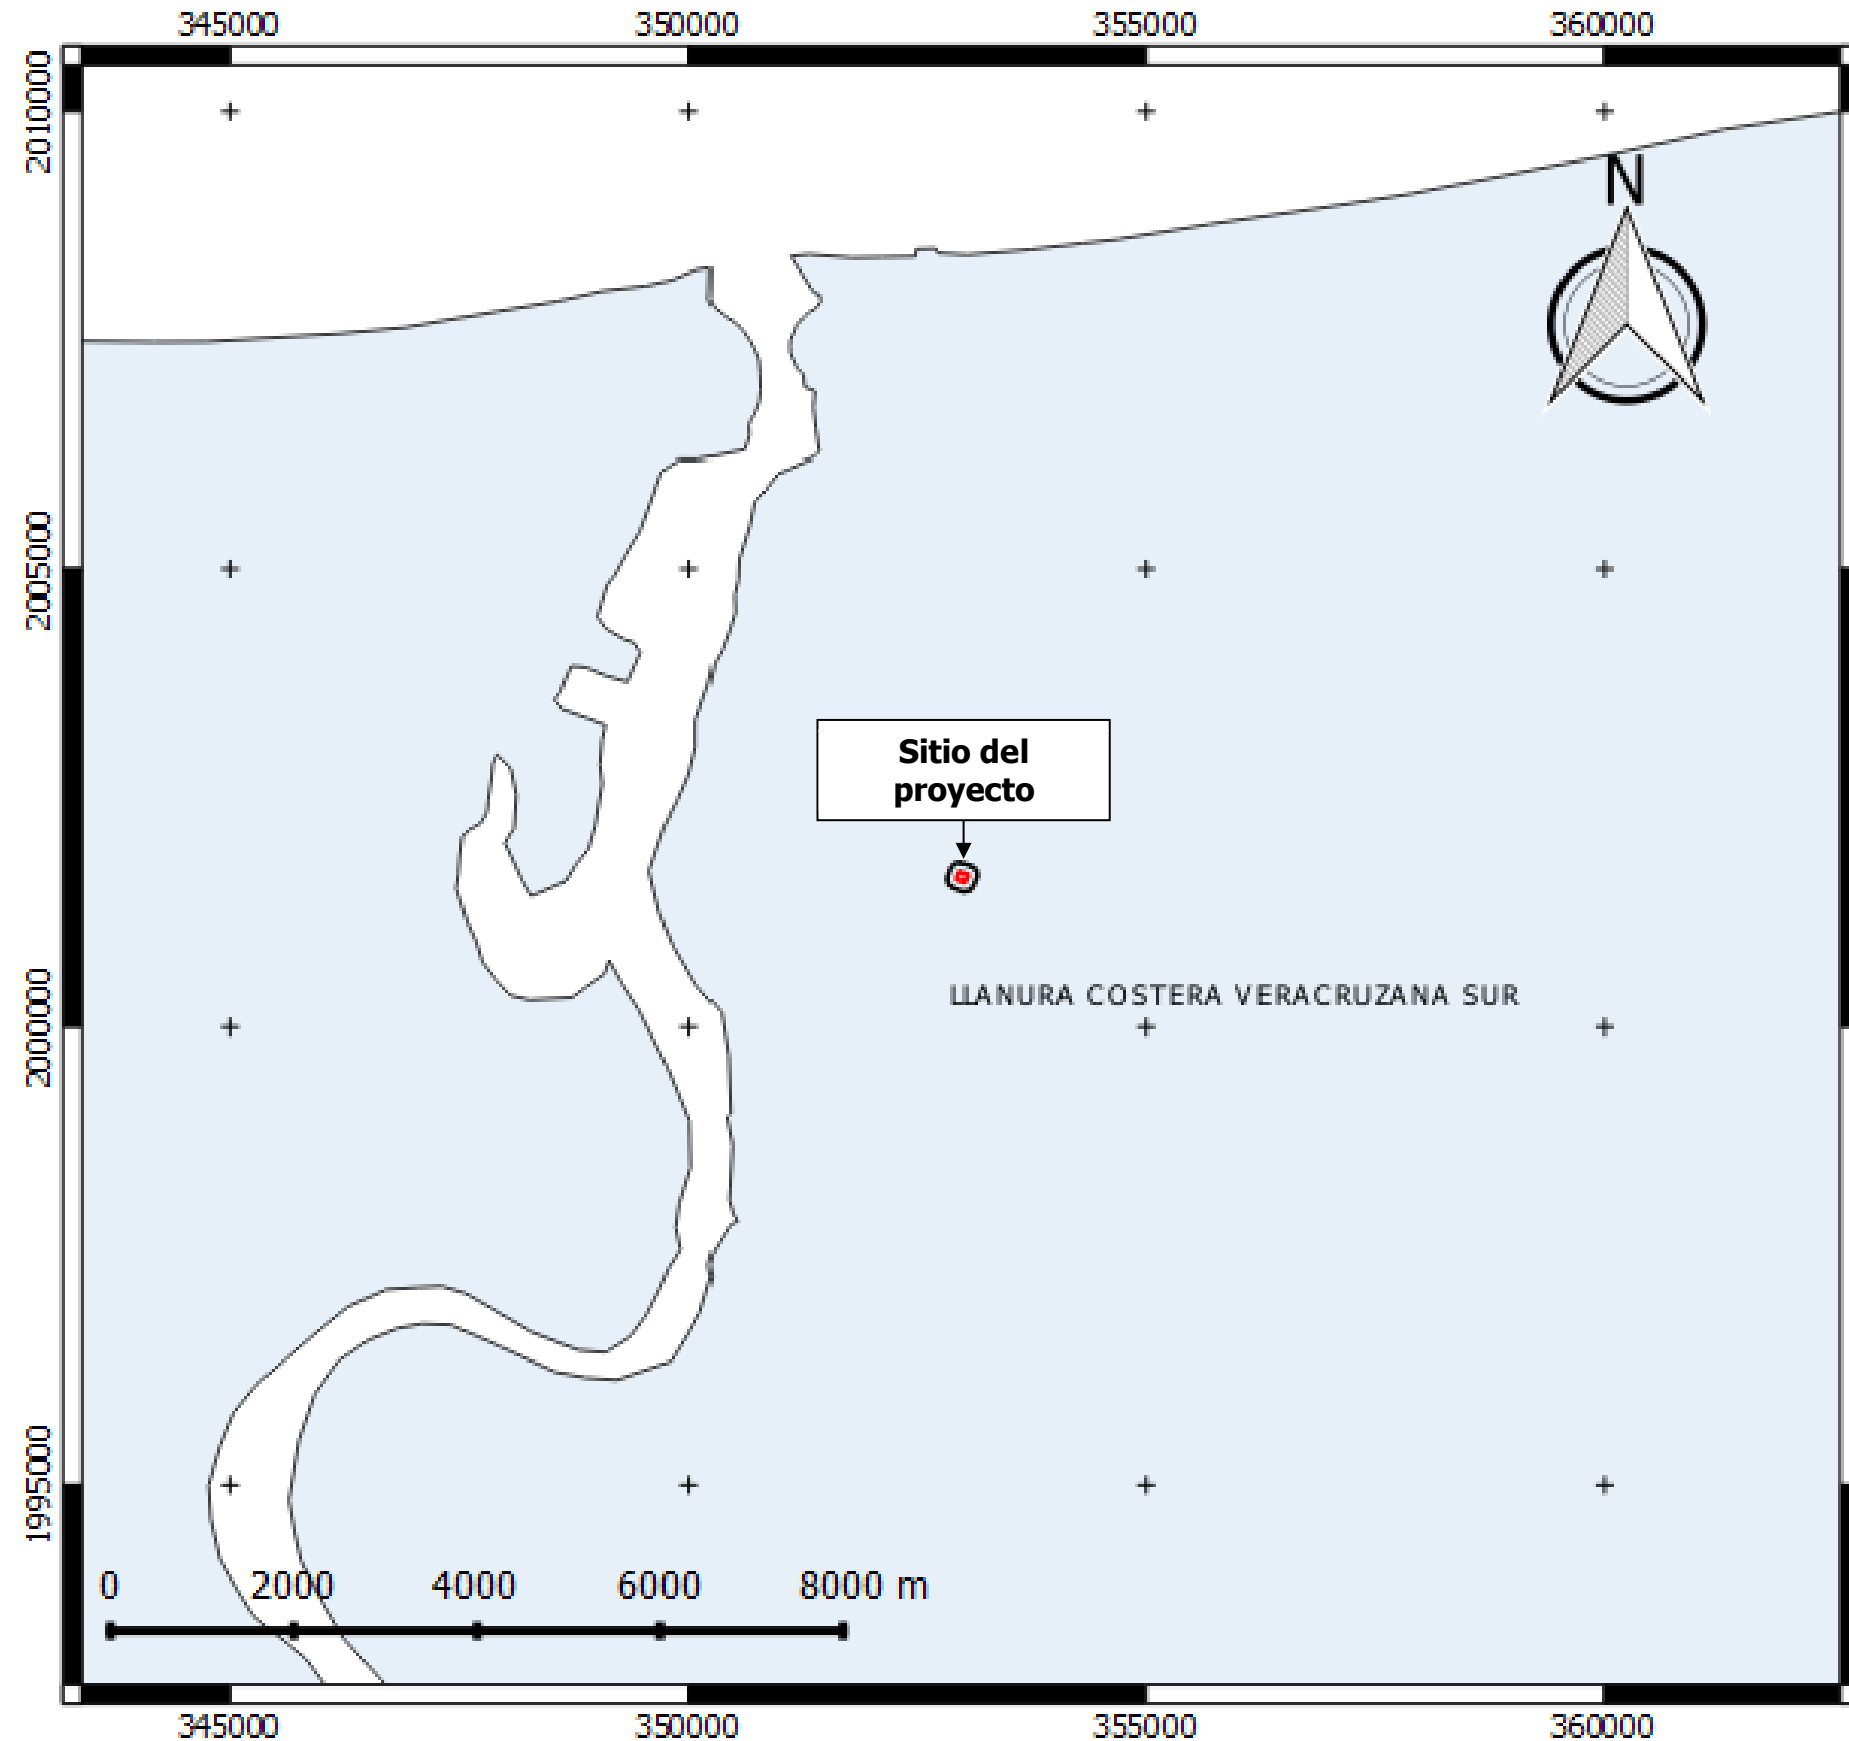 345000 350000 355000 360000
2010000
N
2005000
Sitio del
proyecto
2000000
LLANURA COSTERA VERACRUZANA SUR
1995000
0 2000 4000 6000 8000 m
345000 350000 355000 360000